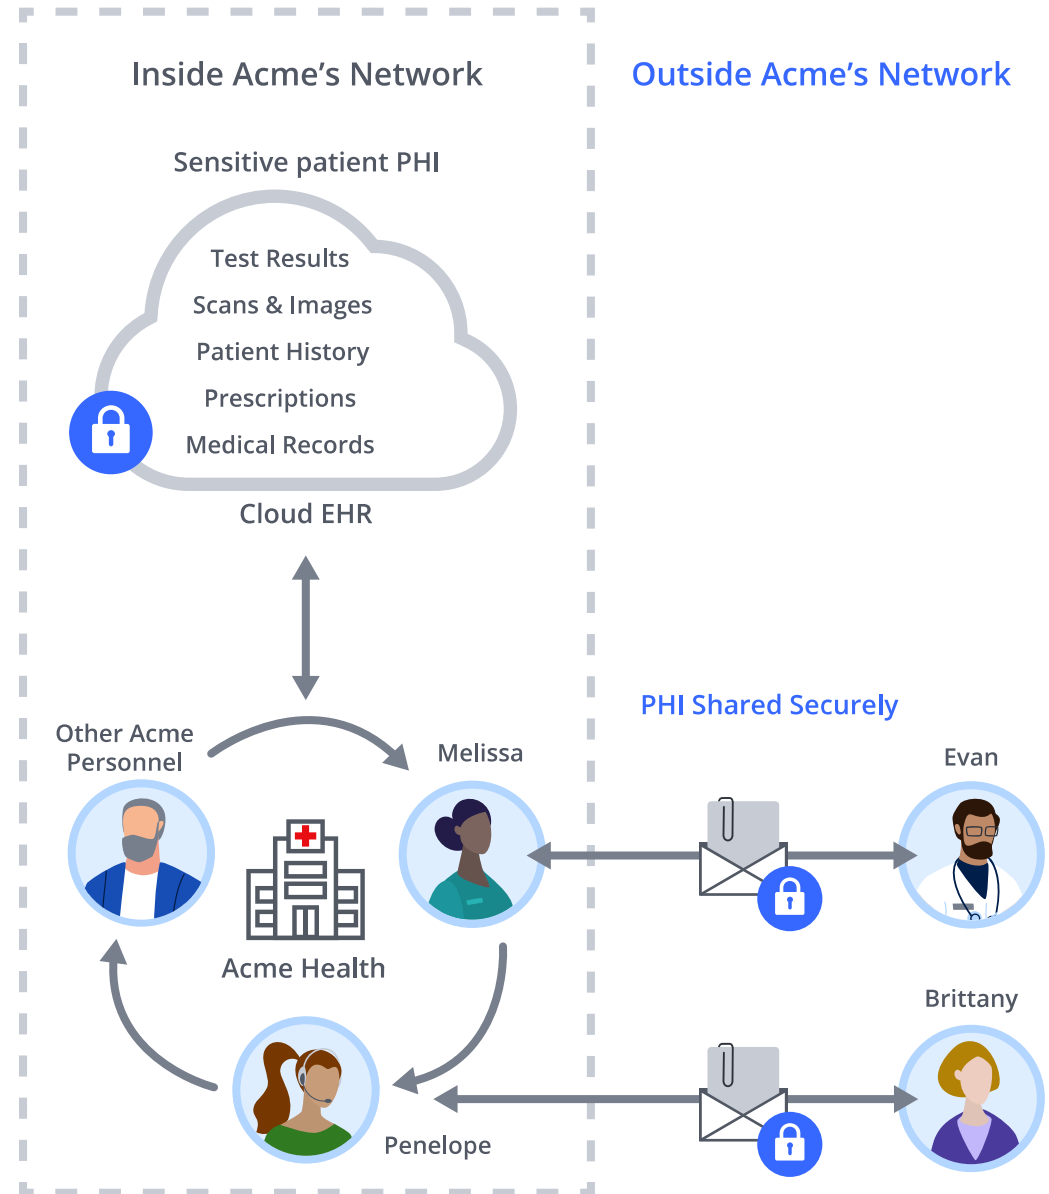 Inside Acme’s Network
Outside Acme’s Network
Sensitive patient PHI
Test Results
Scans & Images
Patient History
Prescriptions
Medical Records
Cloud EHR
PHI Shared Securely
Other Acme
Personnel
Melissa
Evan
Acme Health
Brittany
Penelope